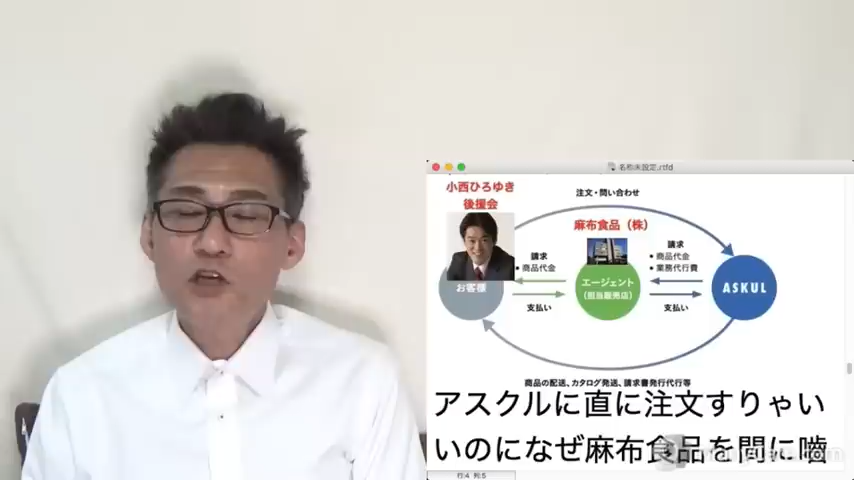 名称未設定.rtfd
小西ひろゆき
後援会
注文・問い合わせ
麻布食品（株）
請求
• 商品代金
請求
• 商品代金
• 業務代行費
お客様
エージェント
（担当販売店）
ASKUL
支払い
支払い
商品の配送、カタログ発送、請求書発行代行等
アスクルに直に注文すりゃい
いのになぜ麻布食品を間に噛
行:4 列:5